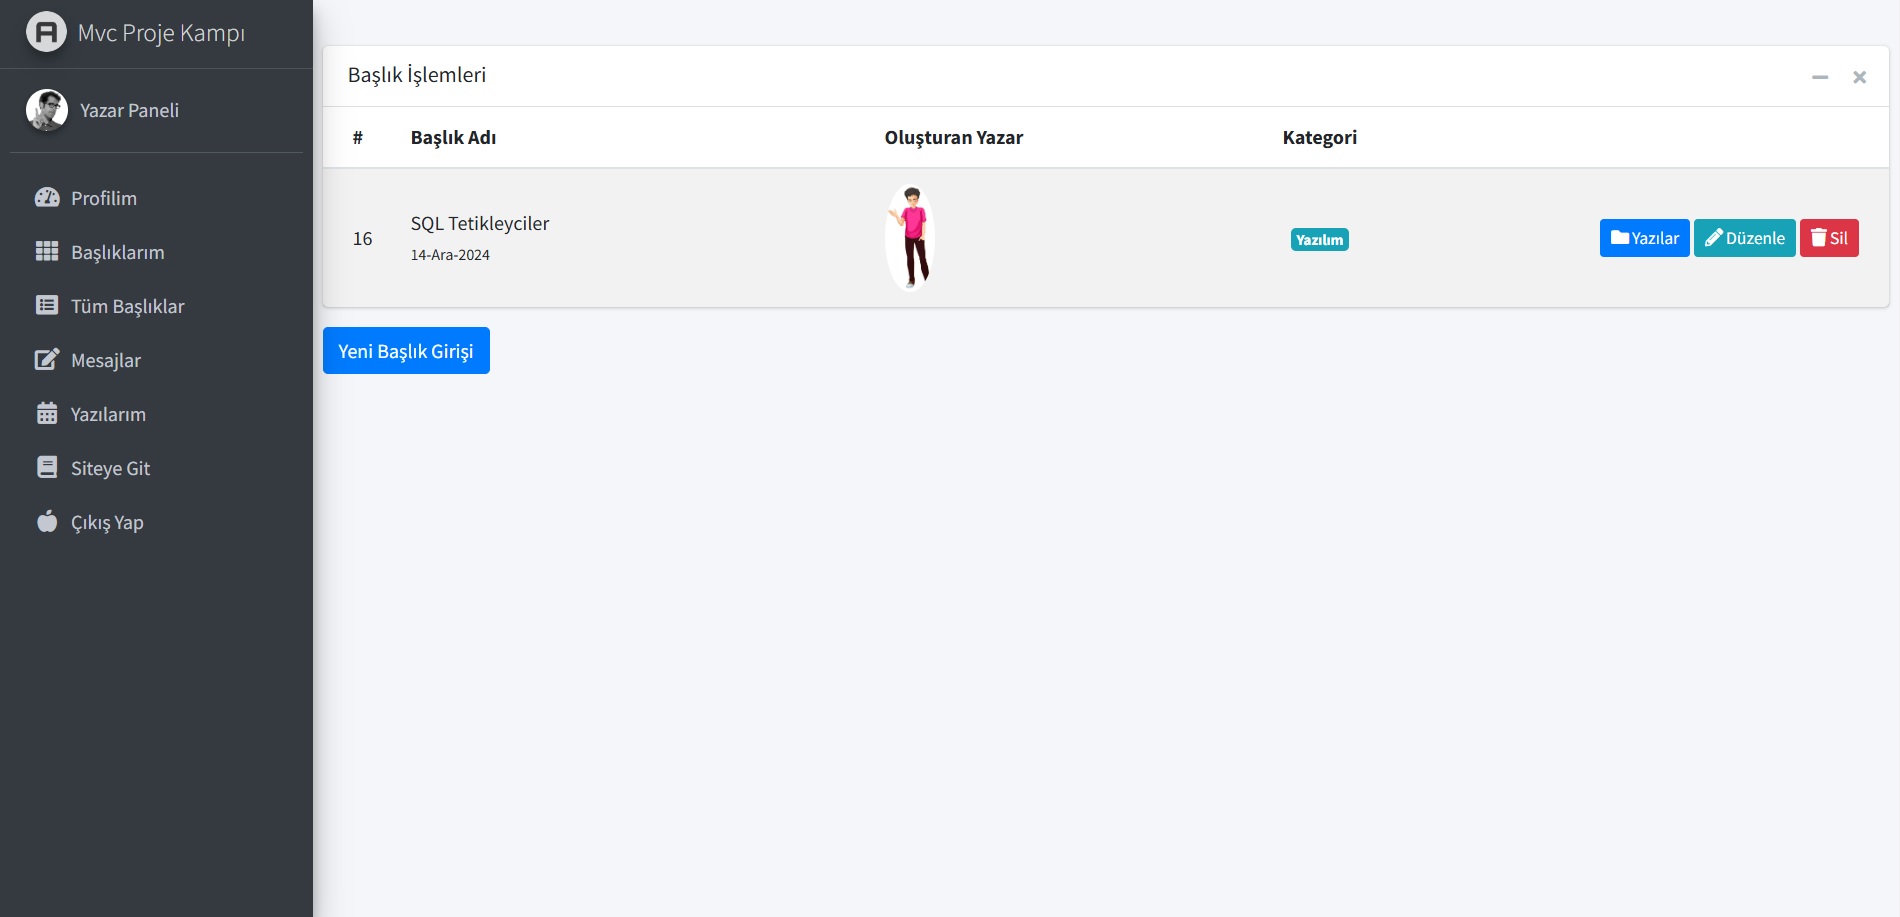 Mvc Proje Kampı
Yazar Paneli
Profilim
Başlıklarım
Tüm Başlıklar
Mesajlar
Yazılarım
Siteye Git
Çıkış Yap
Başlık İşlemleri
# Başlık Adı Oluşturan Yazar Kategori
16 SQL Tetikleyciler Yazılım Yazılar Düzenle Sil
14-Ara-2024
Yeni Başlık Girişi